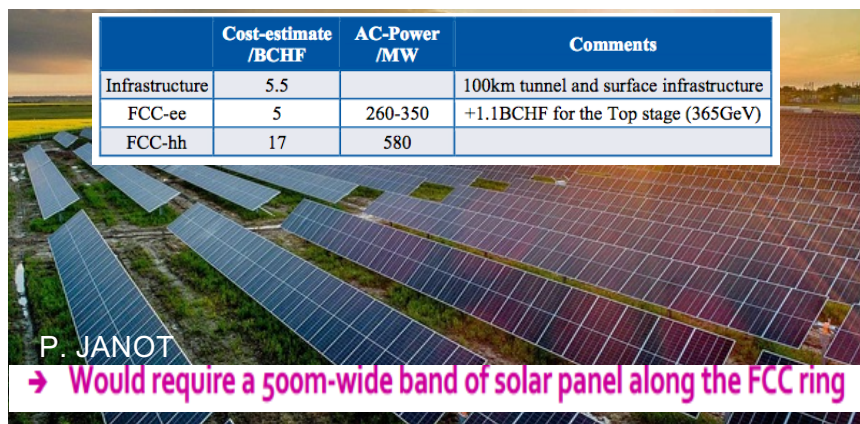 Cost-estimate /BCHF AC-Power /MW Comments
Infrastructure 5.5 100km tunnel and surface infrastructure
FCC-ee 5 260-350 +1.1BCHF for the Top stage (365GeV)
FCC-hh 17 580
P. JANOT
➔ Would require a 500m-wide band of solar panel along the FCC ring